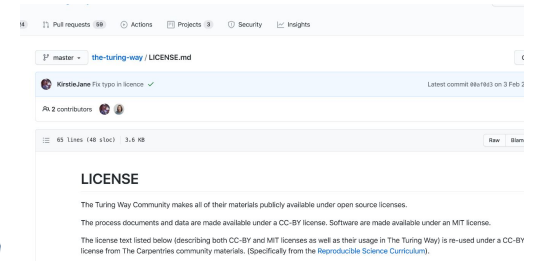 Pull requests 59 Actions Projects 3 Security Insights
master the-turing-way / LICENSE.md
KirstieJane Fix typo in licence Latest commit on 3 Feb 2
2 contributors
65 lines (48 sloc) 3.6 KB Raw Blam
LICENSE
The Turing Way Community makes all of their materials publicly available under open source licenses.
The process documents and data are made available under a CC-BY license. Software are made available under an MIT license.
The license text listed below (describing both CC-BY and MIT licenses as well as their usage in The Turing Way) is re-used under a CC-BY
license from The Carpentries community materials. (Specifically from the Reproducible Science Curriculum).